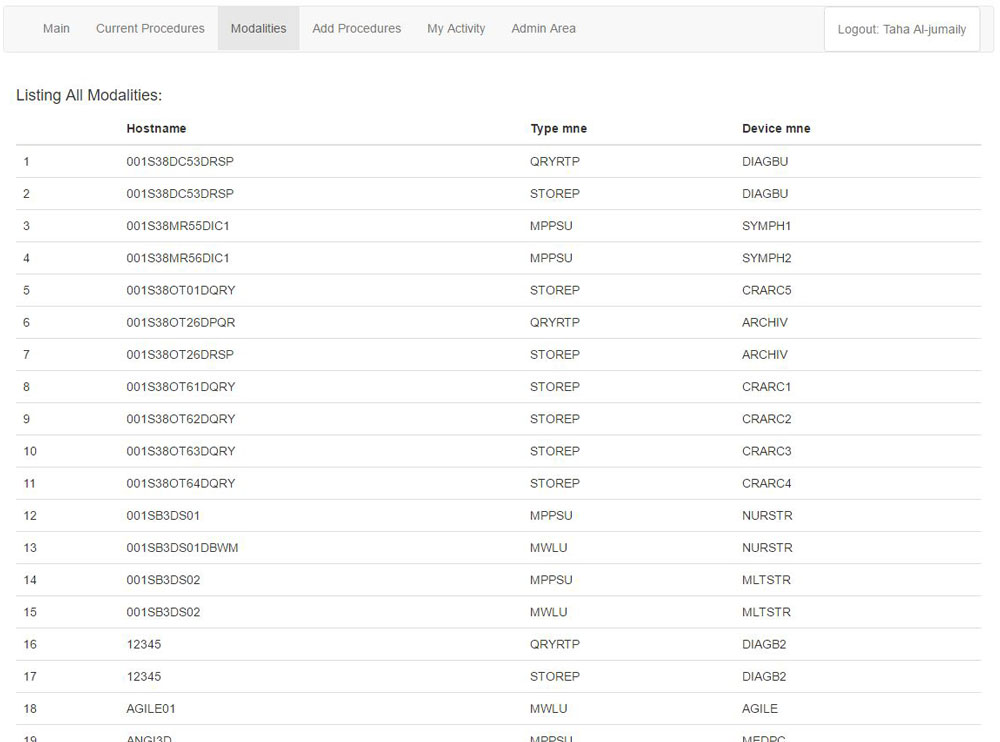 Main Current Procedures Modalities Add Procedures My Activity Admin Area Logout: Taha Al-jumaily
Listing All Modalities:
Hostname Type mne Device mne
1 001S38DC53DRSP QRYRTP DIAGBU
2 001S38DC53DRSP STOREP DIAGBU
3 001S38MR55DIC1 MPPSU SYMPH1
4 001S38MR56DIC1 MPPSU SYMPH2
5 001S38OT01DQRY STOREP CRARC5
6 001S38OT26DPQR QRYRTP ARCHIV
7 001S38OT26DRSP STOREP ARCHIV
8 001S38OT61DQRY STOREP CRARC1
9 001S38OT62DQRY STOREP CRARC2
10 001S38OT63DQRY STOREP CRARC3
11 001S38OT64DQRY STOREP CRARC4
12 001SB3DS01 MPPSU NURSTR
13 001SB3DS01DBWM MWLU NURSTR
14 001SB3DS02 MPPSU MLTSTR
15 001SB3DS02 MWLU MLTSTR
16 12345 QRYRTP DIAGB2
17 12345 STOREP DIAGB2
18 AGILE01 MWLU AGILE
19 ANGI3D MPPSU MEDPC